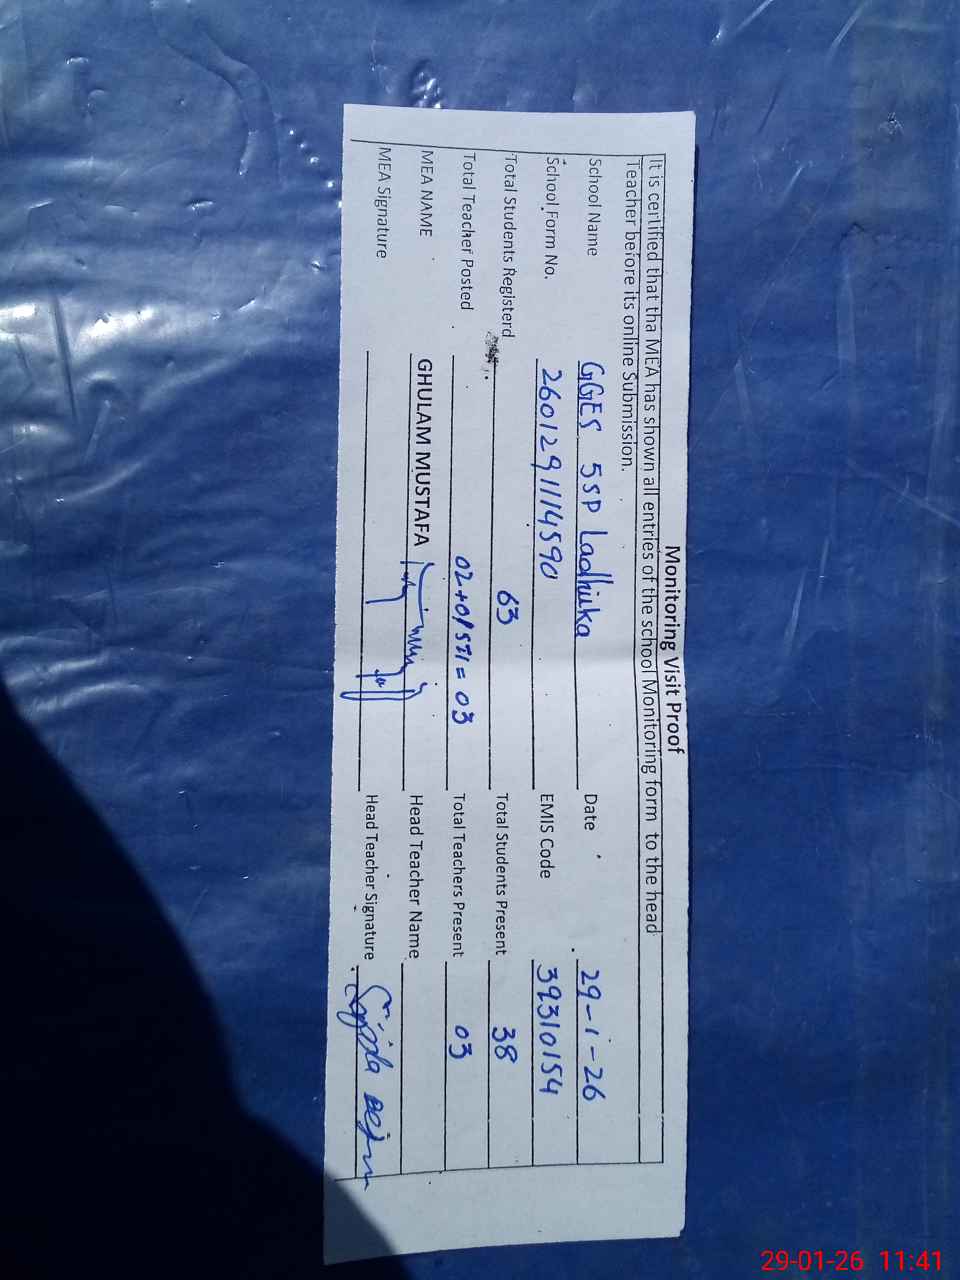 Monitoring Visit Proof
It is certified that tha MEA has shown all entries of the school Monitoring form to the head
Teacher before its online Submission.
School Name GGES 5SP Ladhuka Date 29-1-26
School Form No. 2601291114590 EMIS Code 39310154
Total Students Registerd 63 Total Students Present 38
Total Teacher Posted 02+01 STI = 03 Total Teachers Present 03
MEA NAME GHULAM MUSTAFA Head Teacher Name
MEA Signature Head Teacher Signature
29-01-26 11:41